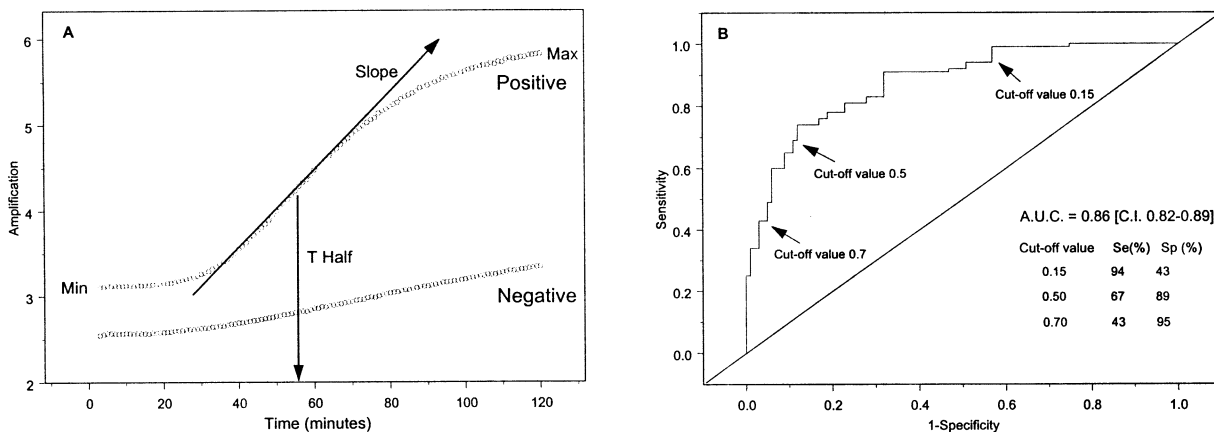 A
6
5
4
3
2
Amplification
Slope
Max
Positive
T Half
Min
Negative
0
20
40
60
80
100
120
Time (minutes)
B
1.0
0.8
0.6
0.4
0.2
0.0
Sensitivity
Cut-off value 0.15
Cut-off value 0.5
Cut-off value 0.7
A.U.C. = 0.86 [C.I. 0.82-0.89]
Cut-off value Se(%) Sp (%)
0.15 94 43
0.50 67 89
0.70 43 95
0.0
0.2
0.4
0.6
0.8
1.0
1-Specificity